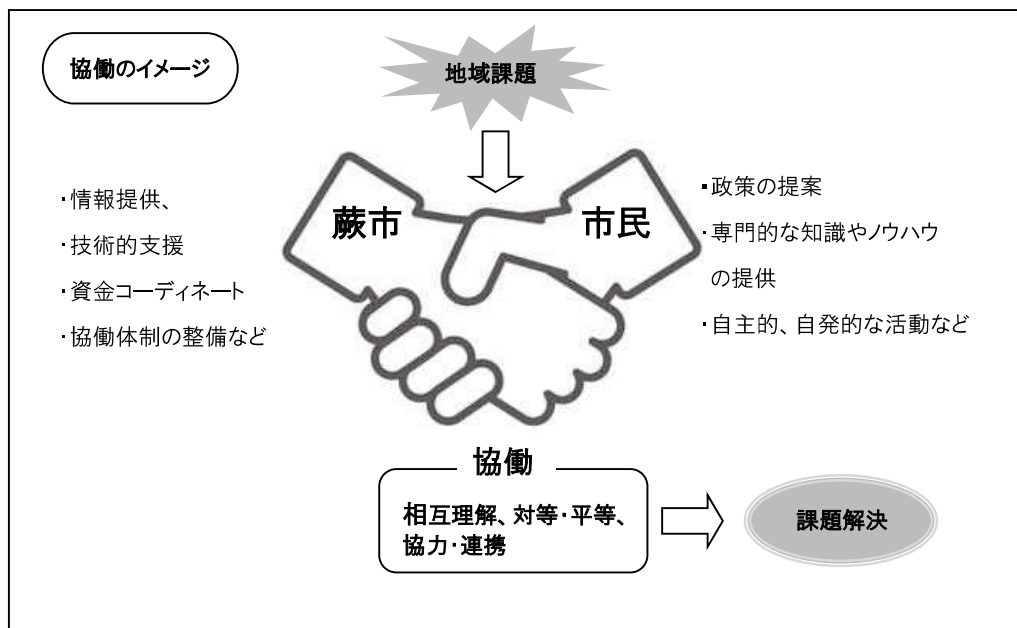 協働のイメージ
地域課題
蕨市
市民
・情報提供、
・技術的支援
・資金コーディネート
・協働体制の整備など
・政策の提案
・専門的な知識やノウハウ
の提供
・自主的、自発的な活動など
協働
相互理解、対等・平等、
協力・連携
課題解決